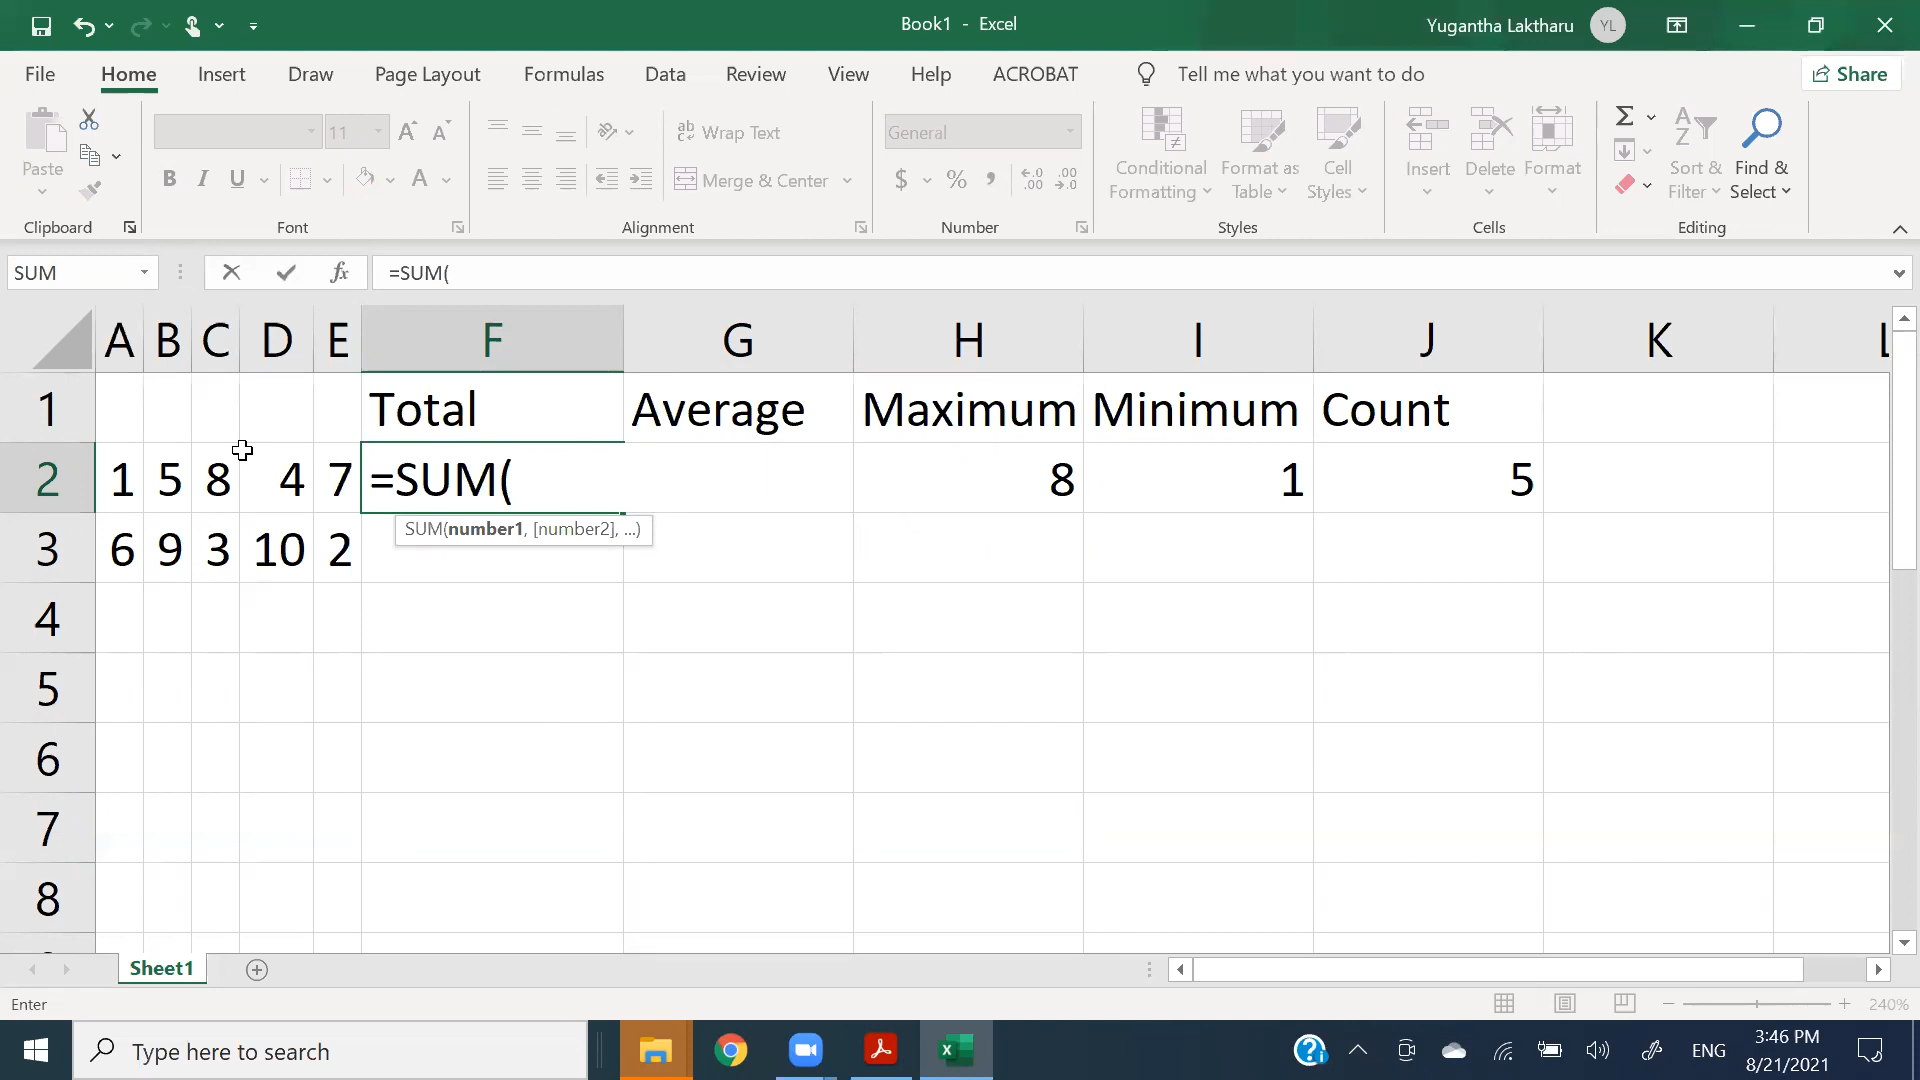 Book1 - Excel
Yugantha Laktharu YL
File Home Insert Draw Page Layout Formulas Data Review View Help ACROBAT Tell me what you want to do Share
Paste
Clipboard
11
A A
B I U A
Font
ab Wrap Text
Merge & Center
Alignment
General
$ % ,
Number
Conditional Formatting
Format as Table
Cell Styles
Styles
Insert Delete Format
Cells
Sort & Filter
Find & Select
Editing
SUM fx =SUM(
A B C D E F G H I J K L
1 Total Average Maximum Minimum Count
2 1 5 8 4 7 =SUM( 8 1 5
SUM(number1, [number2], ...)
3 6 9 3 10 2
4
5
6
7
8
Sheet1
Enter
240%
Type here to search
ENG
3:46 PM
8/21/2021